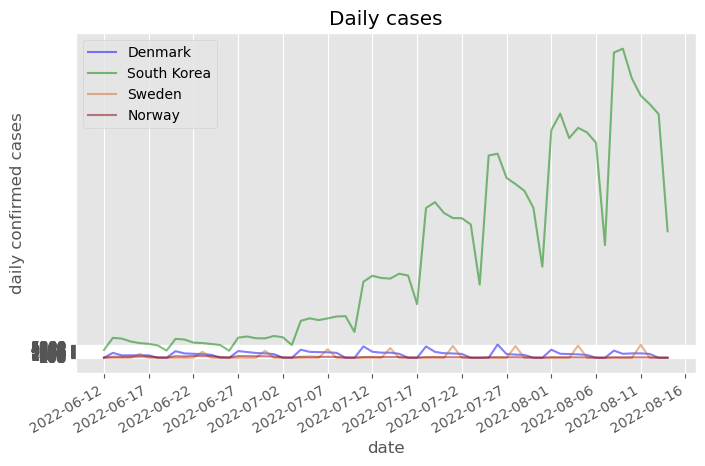 Daily cases
Denmark
South Korea
Sweden
Norway
daily confirmed cases
2022-06-12
2022-06-17
2022-06-22
2022-06-27
2022-07-02
2022-07-07
2022-07-12
2022-07-17
2022-07-22
2022-07-27
2022-08-01
2022-08-06
2022-08-11
2022-08-16
date